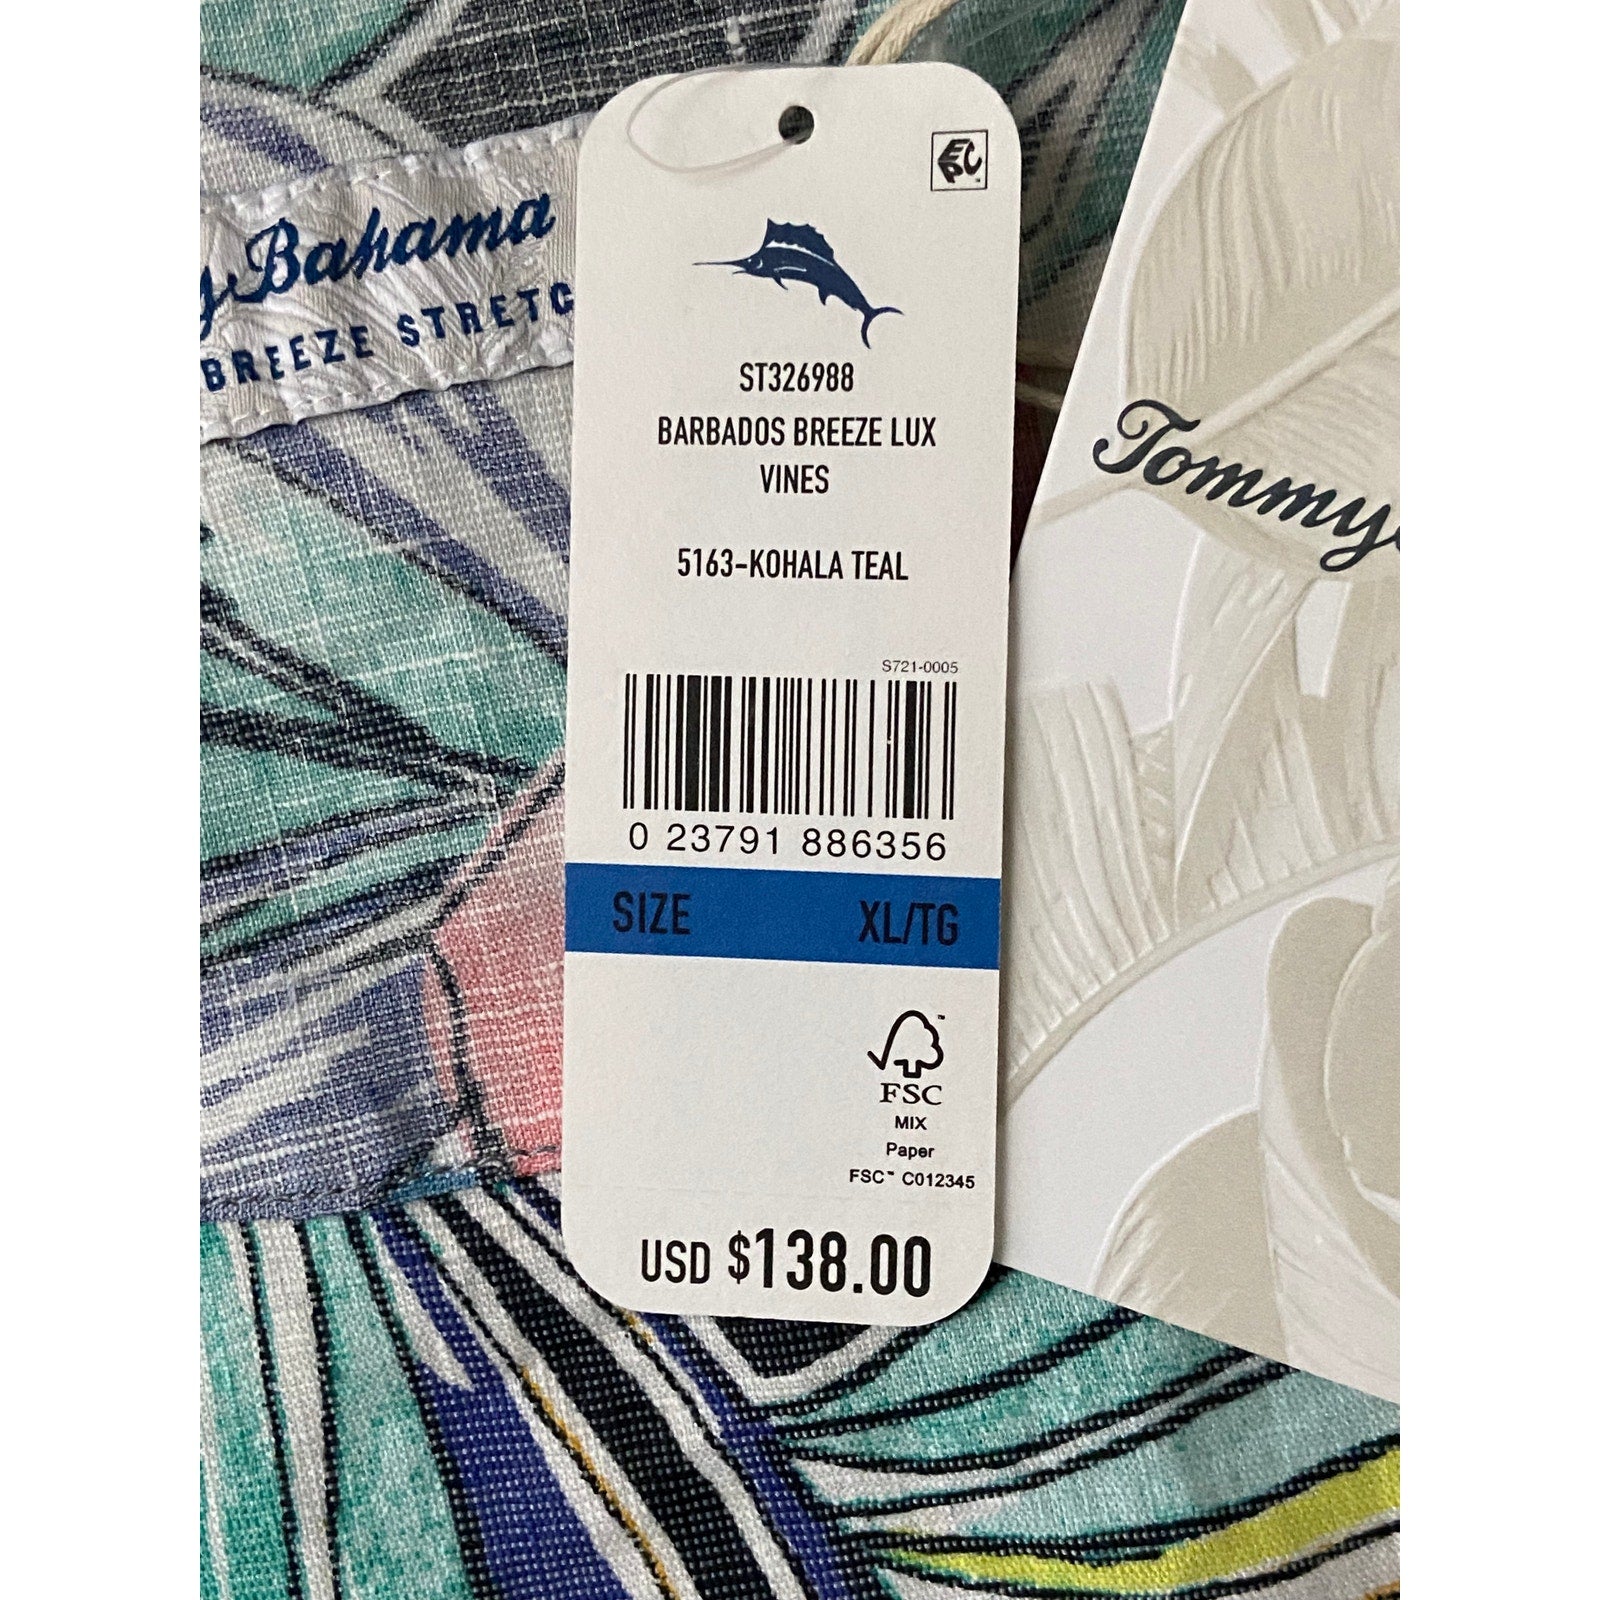 Bahama
BREEZE STRETC
EPC
ST326988
BARBADOS BREEZE LUX
VINES
5163-KOHALA TEAL
S721-0005
0 23791 886356
SIZE XL/TG
FSC
MIX
Paper
FSC™ C012345
USD $138.00
Tommy